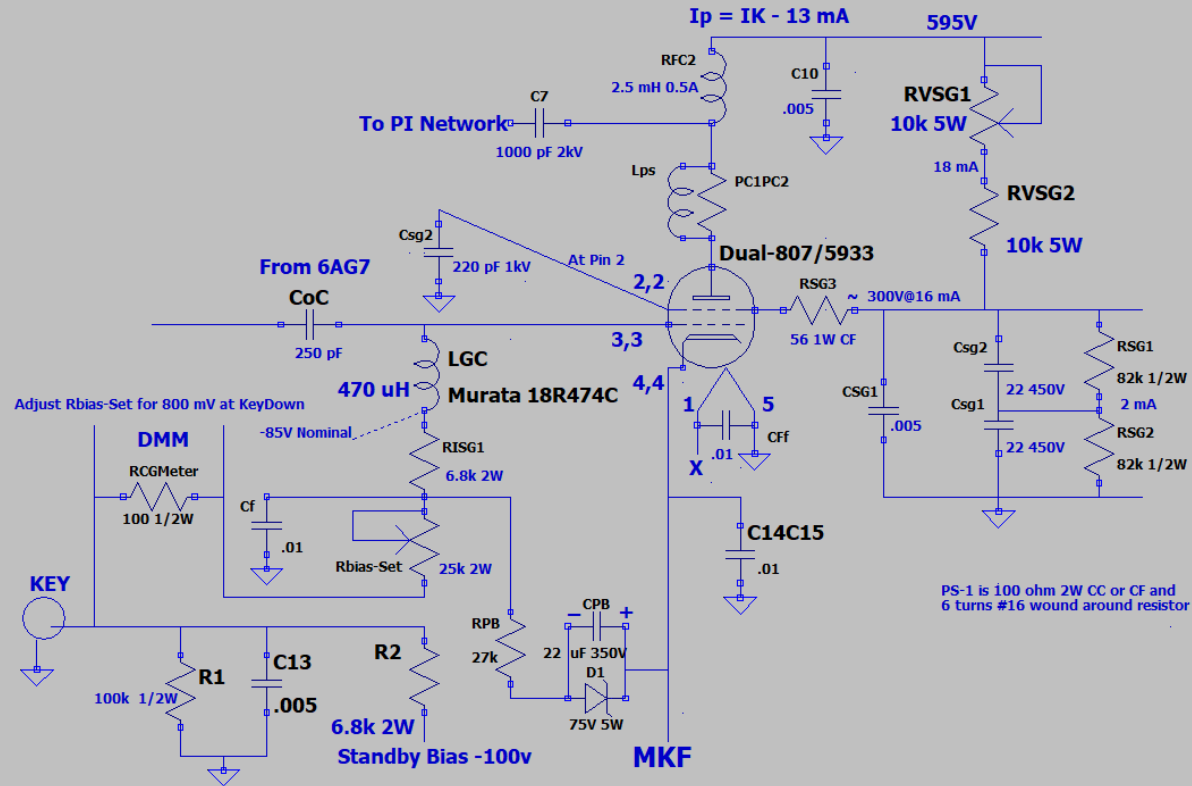 Ip = IK - 13 mA
595V
RFC2
2.5 mH 0.5A
C10
.005
RVSG1
10k 5W
C7
To PI Network
1000 pF 2kV
18 mA
Lps
PC1PC2
RVSG2
10k 5W
Csg2
220 pF 1kV
At Pin 2
Dual-807/5933
From 6AG7
CoC
250 pF
2,2
3,3
4,4
RSG3
~ 300V@16 mA
56 1W CF
LGC
470 uH
Murata 18R474C
Csg2
22 450V
RSG1
82k 1/2W
2 mA
CSG1
.005
Csg1
22 450V
RSG2
82k 1/2W
1
5
CFf
.01
X
Adjust Rbias-Set for 800 mV at KeyDown
-85V Nominal
DMM
RCGMeter
100 1/2W
RISG1
6.8k 2W
Cf
.01
Rbias-Set
25k 2W
C14C15
.01
KEY
PS-1 is 100 ohm 2W CC or CF and
6 turns #16 wound around resistor
RPB
27k
CPB
− +
22 uF 350V
D1
75V 5W
R1
100k 1/2W
C13
.005
R2
6.8k 2W
Standby Bias -100v
MKF